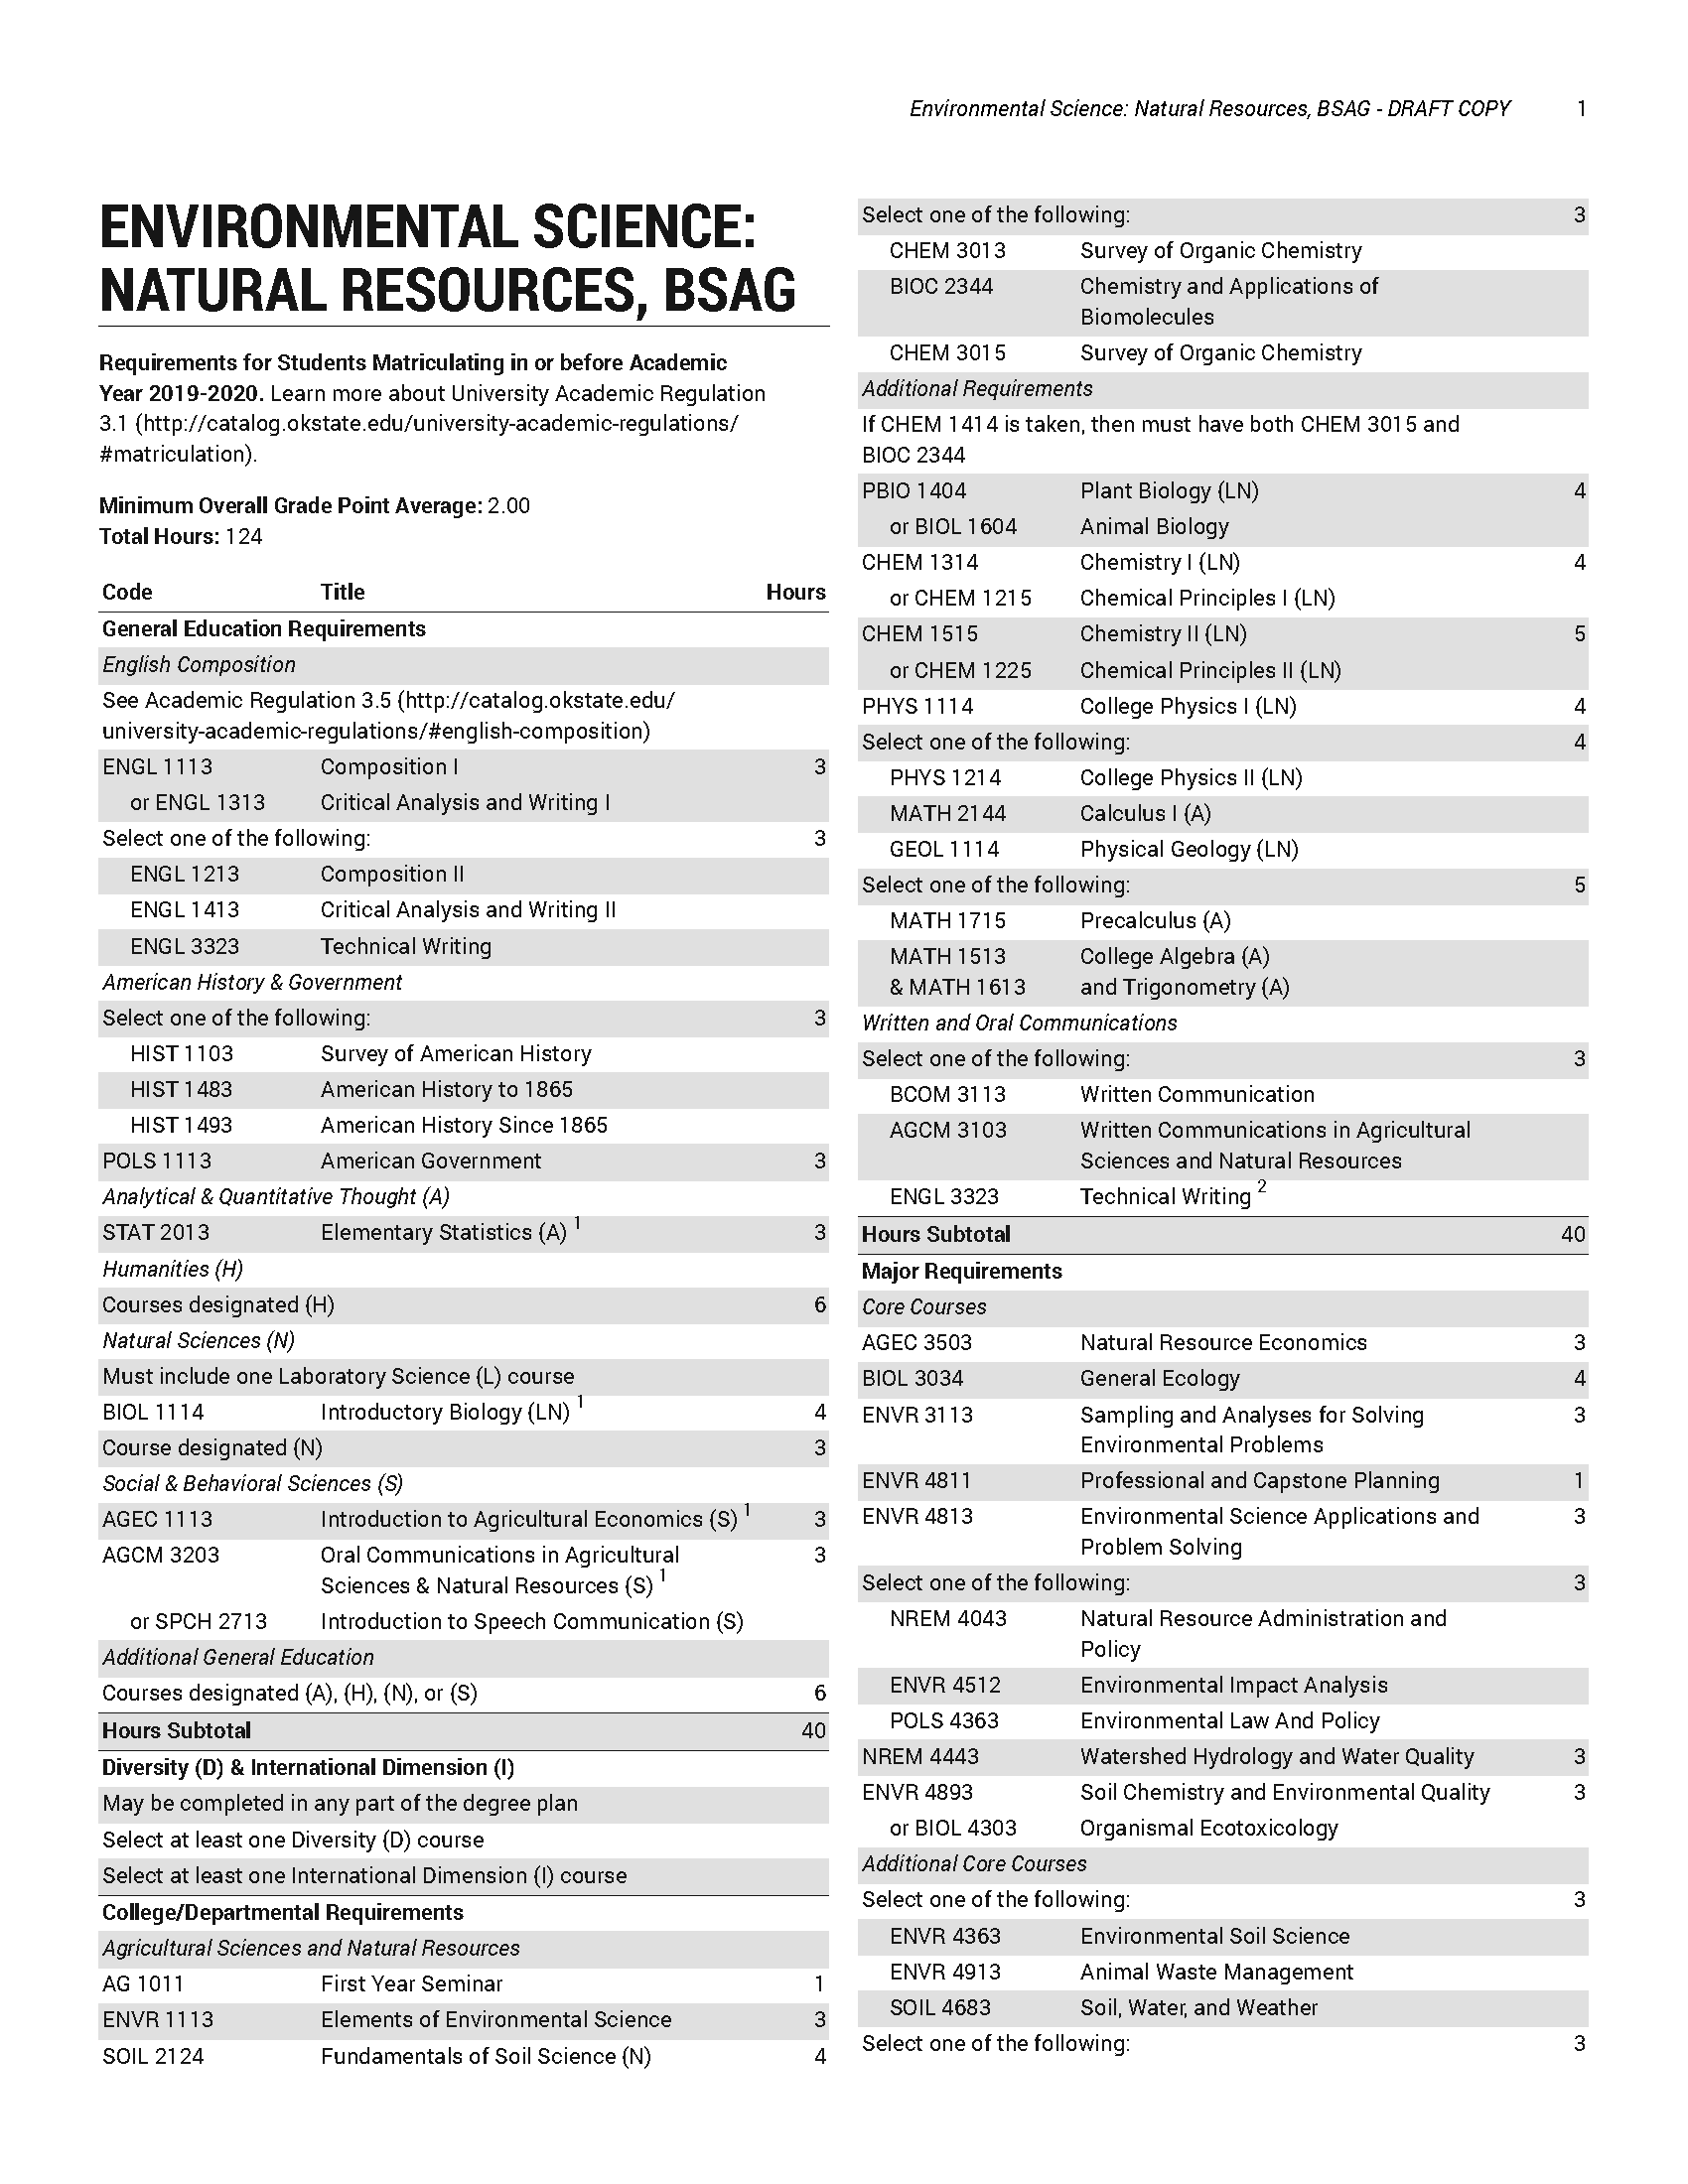 Environmental Science: Natural Resources, BSAG - DRAFT COPY 1
ENVIRONMENTAL SCIENCE:
NATURAL RESOURCES, BSAG
Requirements for Students Matriculating in or before Academic
Year 2019-2020. Learn more about University Academic Regulation
3.1 (http://catalog.okstate.edu/university-academic-regulations/
#matriculation).
Minimum Overall Grade Point Average: 2.00
Total Hours: 124
Code Title Hours
General Education Requirements
English Composition
See Academic Regulation 3.5 (http://catalog.okstate.edu/
university-academic-regulations/#english-composition)
ENGL 1113 Composition I 3
or ENGL 1313 Critical Analysis and Writing I
Select one of the following: 3
ENGL 1213 Composition II
ENGL 1413 Critical Analysis and Writing II
ENGL 3323 Technical Writing
American History & Government
Select one of the following: 3
HIST 1103 Survey of American History
HIST 1483 American History to 1865
HIST 1493 American History Since 1865
POLS 1113 American Government 3
Analytical & Quantitative Thought (A)
STAT 2013 Elementary Statistics (A) 1 3
Humanities (H)
Courses designated (H) 6
Natural Sciences (N)
Must include one Laboratory Science (L) course
BIOL 1114 Introductory Biology (LN) 1 4
Course designated (N) 3
Social & Behavioral Sciences (S)
AGEC 1113 Introduction to Agricultural Economics (S) 1 3
AGCM 3203 Oral Communications in Agricultural 3
Sciences & Natural Resources (S) 1
or SPCH 2713 Introduction to Speech Communication (S)
Additional General Education
Courses designated (A), (H), (N), or (S) 6
Hours Subtotal 40
Diversity (D) & International Dimension (I)
May be completed in any part of the degree plan
Select at least one Diversity (D) course
Select at least one International Dimension (I) course
College/Departmental Requirements
Agricultural Sciences and Natural Resources
AG 1011 First Year Seminar 1
ENVR 1113 Elements of Environmental Science 3
SOIL 2124 Fundamentals of Soil Science (N) 4
Select one of the following: 3
CHEM 3013 Survey of Organic Chemistry
BIOC 2344 Chemistry and Applications of
Biomolecules
CHEM 3015 Survey of Organic Chemistry
Additional Requirements
If CHEM 1414 is taken, then must have both CHEM 3015 and
BIOC 2344
PBIO 1404 Plant Biology (LN) 4
or BIOL 1604 Animal Biology
CHEM 1314 Chemistry I (LN) 4
or CHEM 1215 Chemical Principles I (LN)
CHEM 1515 Chemistry II (LN) 5
or CHEM 1225 Chemical Principles II (LN)
PHYS 1114 College Physics I (LN) 4
Select one of the following: 4
PHYS 1214 College Physics II (LN)
MATH 2144 Calculus I (A)
GEOL 1114 Physical Geology (LN)
Select one of the following: 5
MATH 1715 Precalculus (A)
MATH 1513 College Algebra (A)
& MATH 1613 and Trigonometry (A)
Written and Oral Communications
Select one of the following: 3
BCOM 3113 Written Communication
AGCM 3103 Written Communications in Agricultural
Sciences and Natural Resources
ENGL 3323 Technical Writing 2
Hours Subtotal 40
Major Requirements
Core Courses
AGEC 3503 Natural Resource Economics 3
BIOL 3034 General Ecology 4
ENVR 3113 Sampling and Analyses for Solving 3
Environmental Problems
ENVR 4811 Professional and Capstone Planning 1
ENVR 4813 Environmental Science Applications and 3
Problem Solving
Select one of the following: 3
NREM 4043 Natural Resource Administration and
Policy
ENVR 4512 Environmental Impact Analysis
POLS 4363 Environmental Law And Policy
NREM 4443 Watershed Hydrology and Water Quality 3
ENVR 4893 Soil Chemistry and Environmental Quality 3
or BIOL 4303 Organismal Ecotoxicology
Additional Core Courses
Select one of the following: 3
ENVR 4363 Environmental Soil Science
ENVR 4913 Animal Waste Management
SOIL 4683 Soil, Water, and Weather
Select one of the following: 3